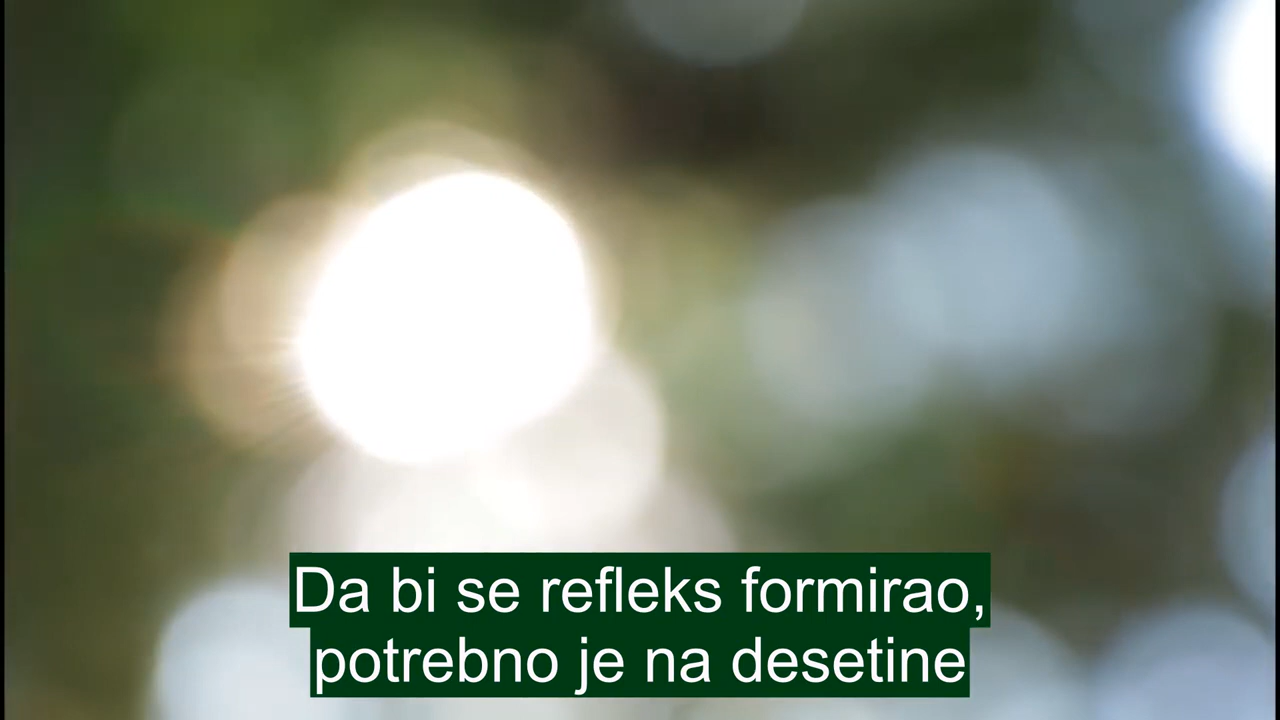 Da bi se refleks formirao,
potrebno je na desetine